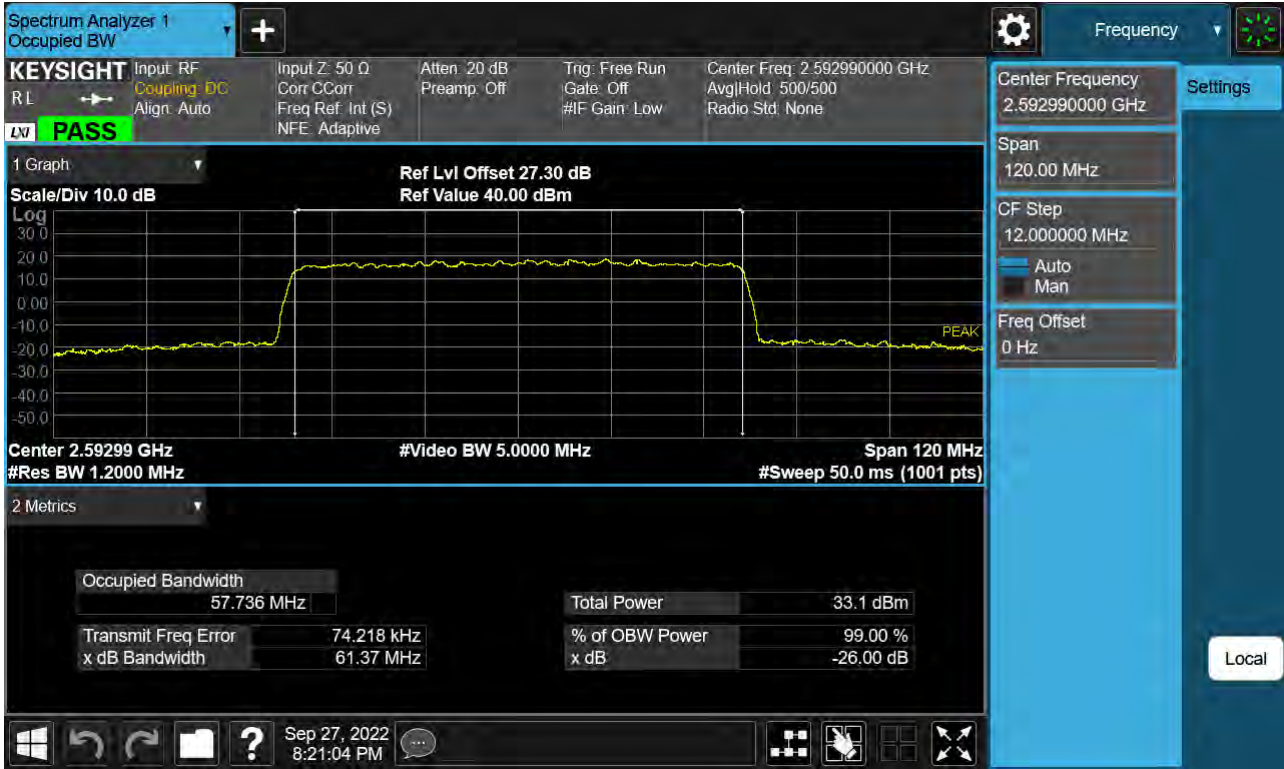 Spectrum Analyzer 1
Occupied BW
+
Frequency
KEYSIGHT
RL
LXI PASS
Input: RF
Coupling: DC
Align: Auto
Input Z: 50 Ω
Corr CCorr
Freq Ref: Int (S)
NFE: Adaptive
Atten: 20 dB
Preamp: Off
Trig: Free Run
Gate: Off
#IF Gain: Low
Center Freq: 2.592990000 GHz
Avg|Hold: 500/500
Radio Std: None
Center Frequency
2.592990000 GHz
Settings
Span
120.00 MHz
CF Step
12.000000 MHz
Auto
Man
Freq Offset
0 Hz
1 Graph
Scale/Div 10.0 dB
Ref Lvl Offset 27.30 dB
Ref Value 40.00 dBm
Log
30.0
20.0
10.0
0.00
-10.0
-20.0
-30.0
-40.0
-50.0
PEAK
Center 2.59299 GHz
#Video BW 5.0000 MHz
Span 120 MHz
#Res BW 1.2000 MHz
#Sweep 50.0 ms (1001 pts)
2 Metrics
Occupied Bandwidth
57.736 MHz
Total Power 33.1 dBm
Transmit Freq Error 74.218 kHz
% of OBW Power 99.00 %
x dB Bandwidth 61.37 MHz
x dB -26.00 dB
Local
?
Sep 27, 2022
8:21:04 PM